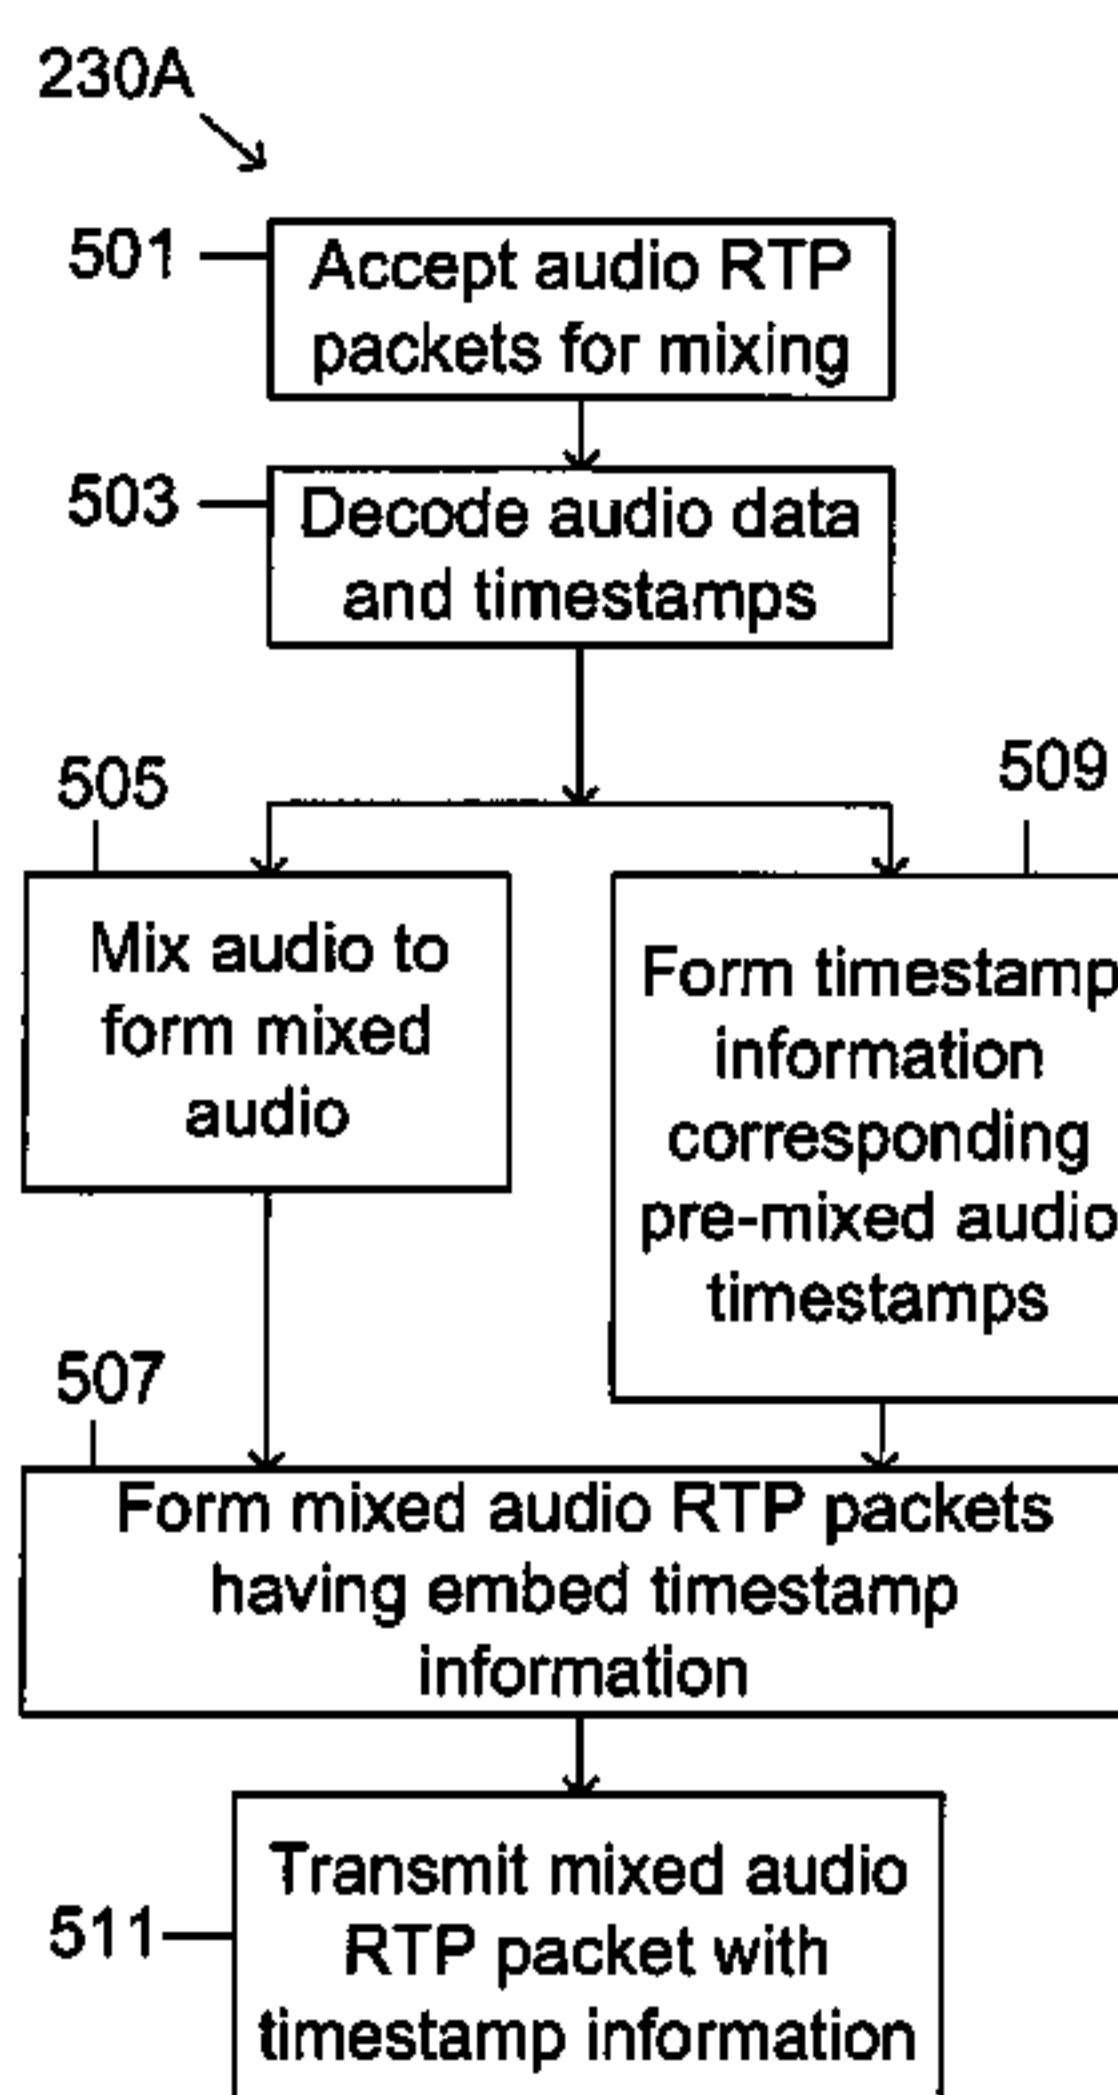 230A
501
Accept audio RTP
packets for mixing
503
Decode audio data
and timestamps
505
509
Mix audio to
form mixed
audio
Form timestamp
information
corresponding
pre-mixed audio
timestamps
507
Form mixed audio RTP packets
having embed timestamp
information
511
Transmit mixed audio
RTP packet with
timestamp information